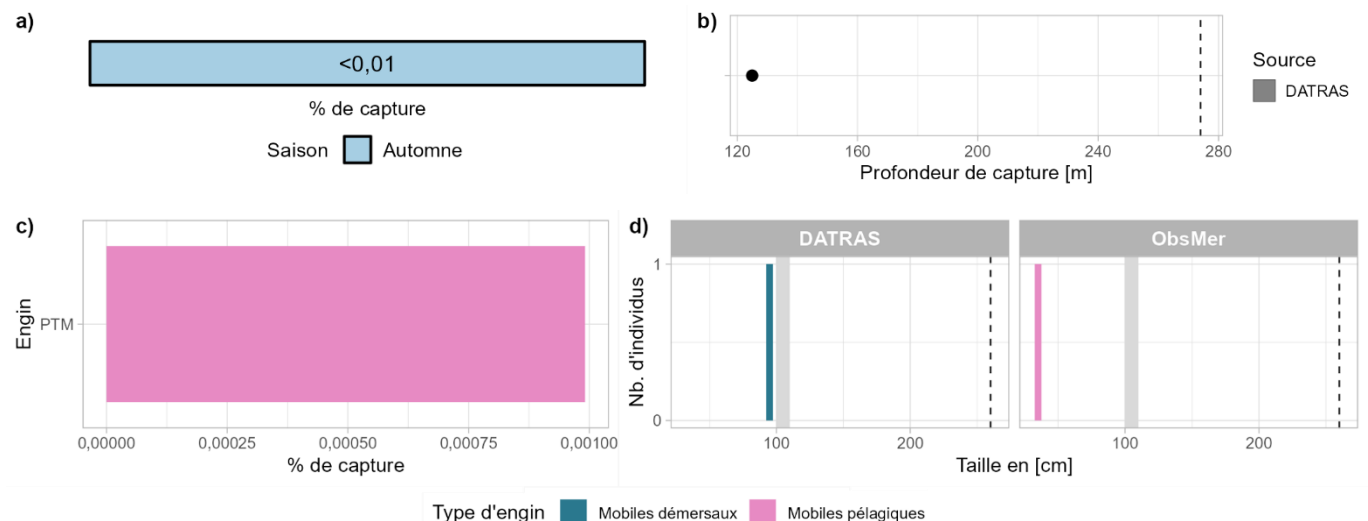 a)
<0,01
% de capture
Saison Automne
b)
120 160 200 240 280
Profondeur de capture [m]
Source
DATRAS
c)
Engin
PTM
0,00000 0,00025 0,00050 0,00075 0,00100
% de capture
d)
DATRAS ObsMer
Nb. d'individus
1
0
100 200 100 200
Taille en [cm]
Type d'engin Mobiles démersaux Mobiles pélagiques